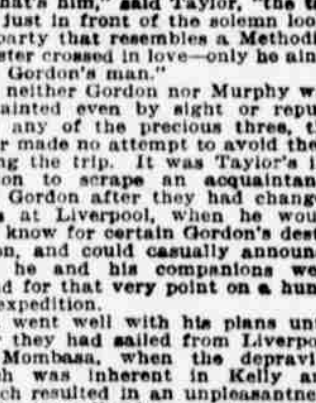 hat's him," said Taylor, "the t
just in front of the solemn loo
party that resembles a Methodi
ster crossed in love—only he ain
Gordon's man."
neither Gordon nor Murphy w
ainted even by sight or repu
any of the precious three, t
r made no attempt to avoid the
ng the trip. It was Taylor's i
on to scrape an acquaintan
Gordon after they had chang
s at Liverpool, when he wou
know for certain Gordon's dest
on, and could casually announ
he and his companions we
d for that very point on a hun
expedition.
went well with his plans un
they had sailed from Liverpo
Mombasa, when the depravi
h was inherent in Kelly a
ch resulted in an unpleasantne